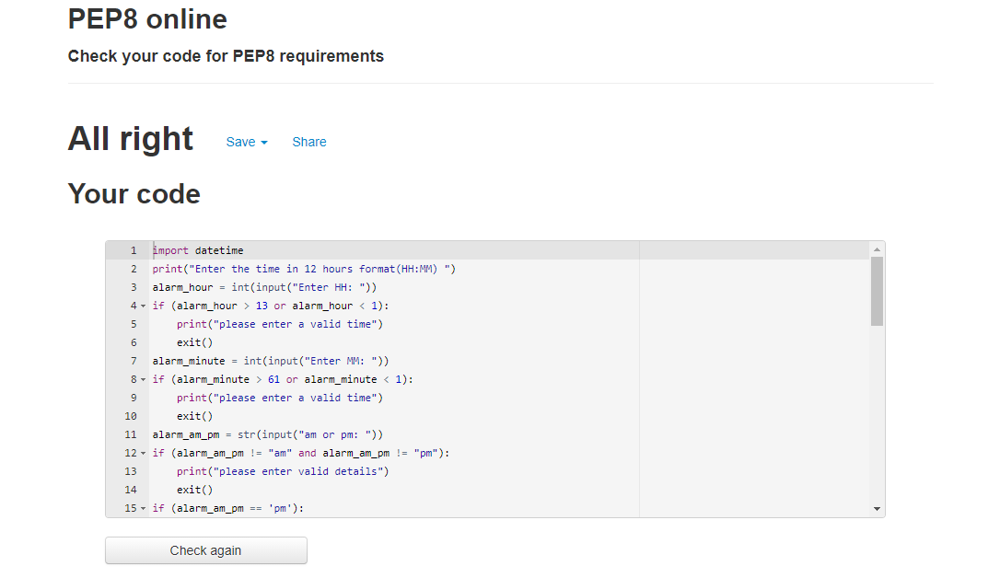 PEP8 online
Check your code for PEP8 requirements
All right Save Share
Your code
1 import datetime
2 print("Enter the time in 12 hours format(HH:MM) ")
3 alarm_hour = int(input("Enter HH: "))
4 if (alarm_hour > 13 or alarm_hour < 1):
5     print("please enter a valid time")
6     exit()
7 alarm_minute = int(input("Enter MM: "))
8 if (alarm_minute > 61 or alarm_minute < 1):
9     print("please enter a valid time")
10     exit()
11 alarm_am_pm = str(input("am or pm: "))
12 if (alarm_am_pm != "am" and alarm_am_pm != "pm"):
13     print("please enter valid details")
14     exit()
15 if (alarm_am_pm == 'pm'):
Check again